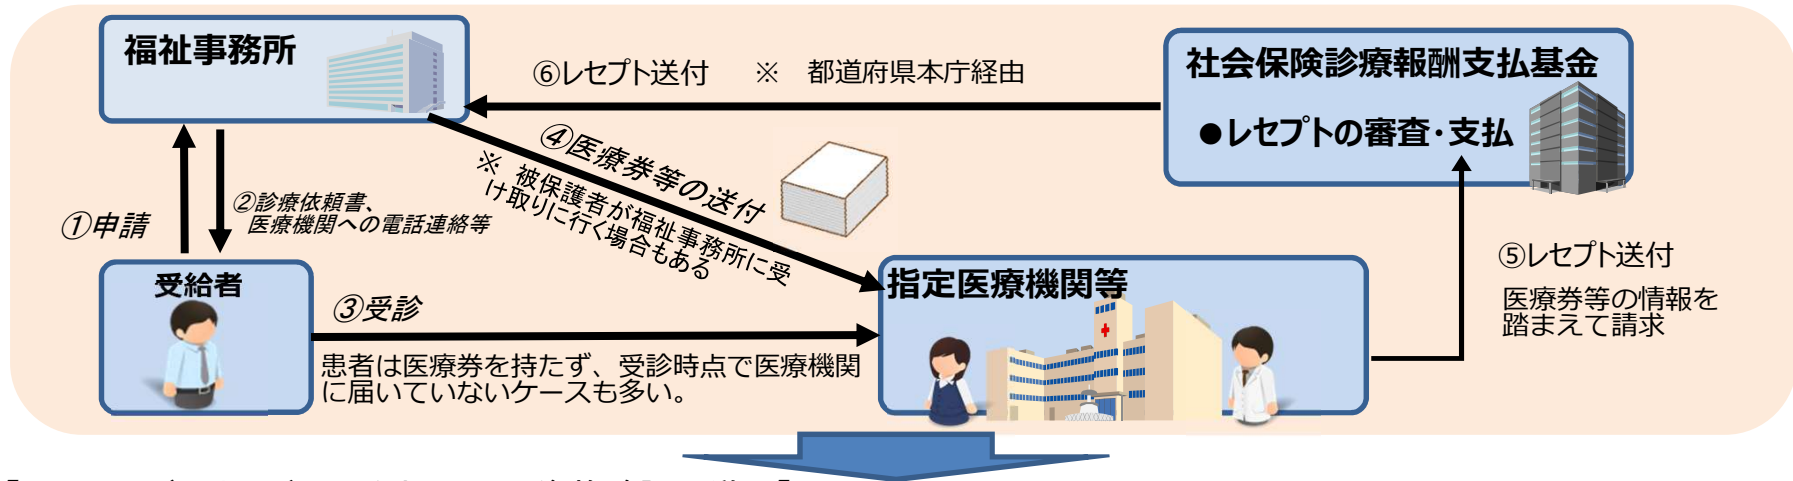 福祉事務所
⑥レセプト送付　※　都道府県本庁経由
社会保険診療報酬支払基金
●レセプトの審査・支払
④医療券等の送付
※　被保護者が福祉事務所に受
け取りに行く場合もある
①申請
②診療依頼書、
医療機関への電話連絡等
⑤レセプト送付
医療券等の情報を
踏まえて請求
受給者
③受診
患者は医療券を持たず、受診時点で医療機関
に届いていないケースも多い。
指定医療機関等